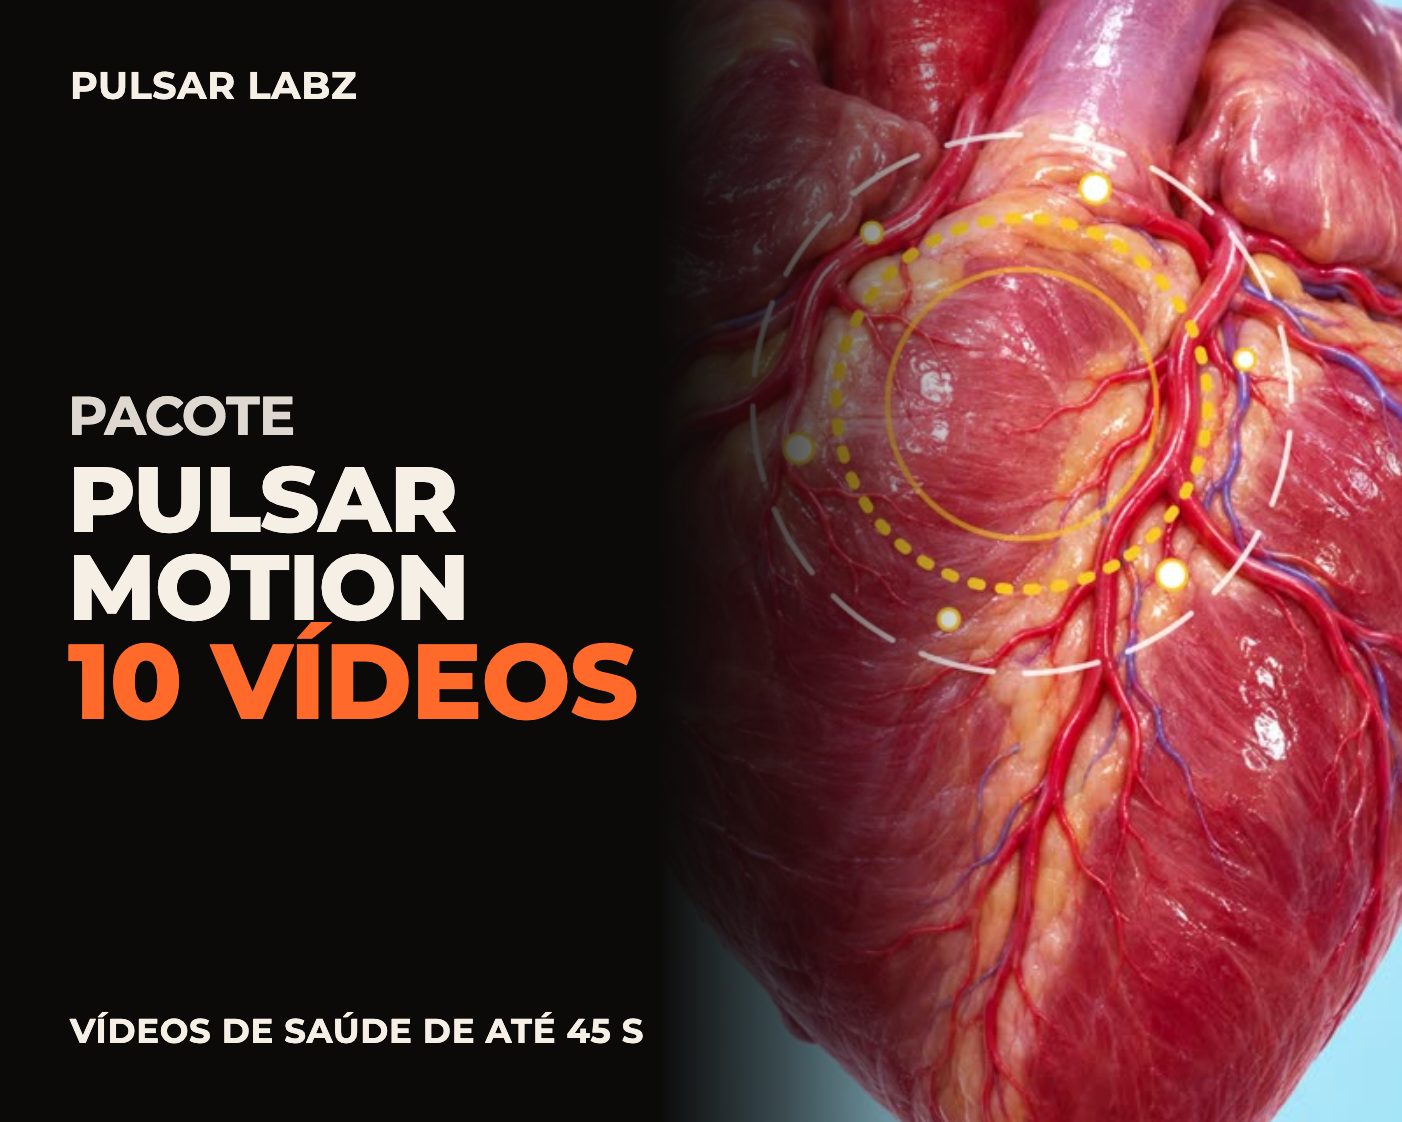 PULSAR LABZ
PACOTE
PULSAR
MOTION
10 VÍDEOS
VÍDEOS DE SAÚDE DE ATÉ 45 S